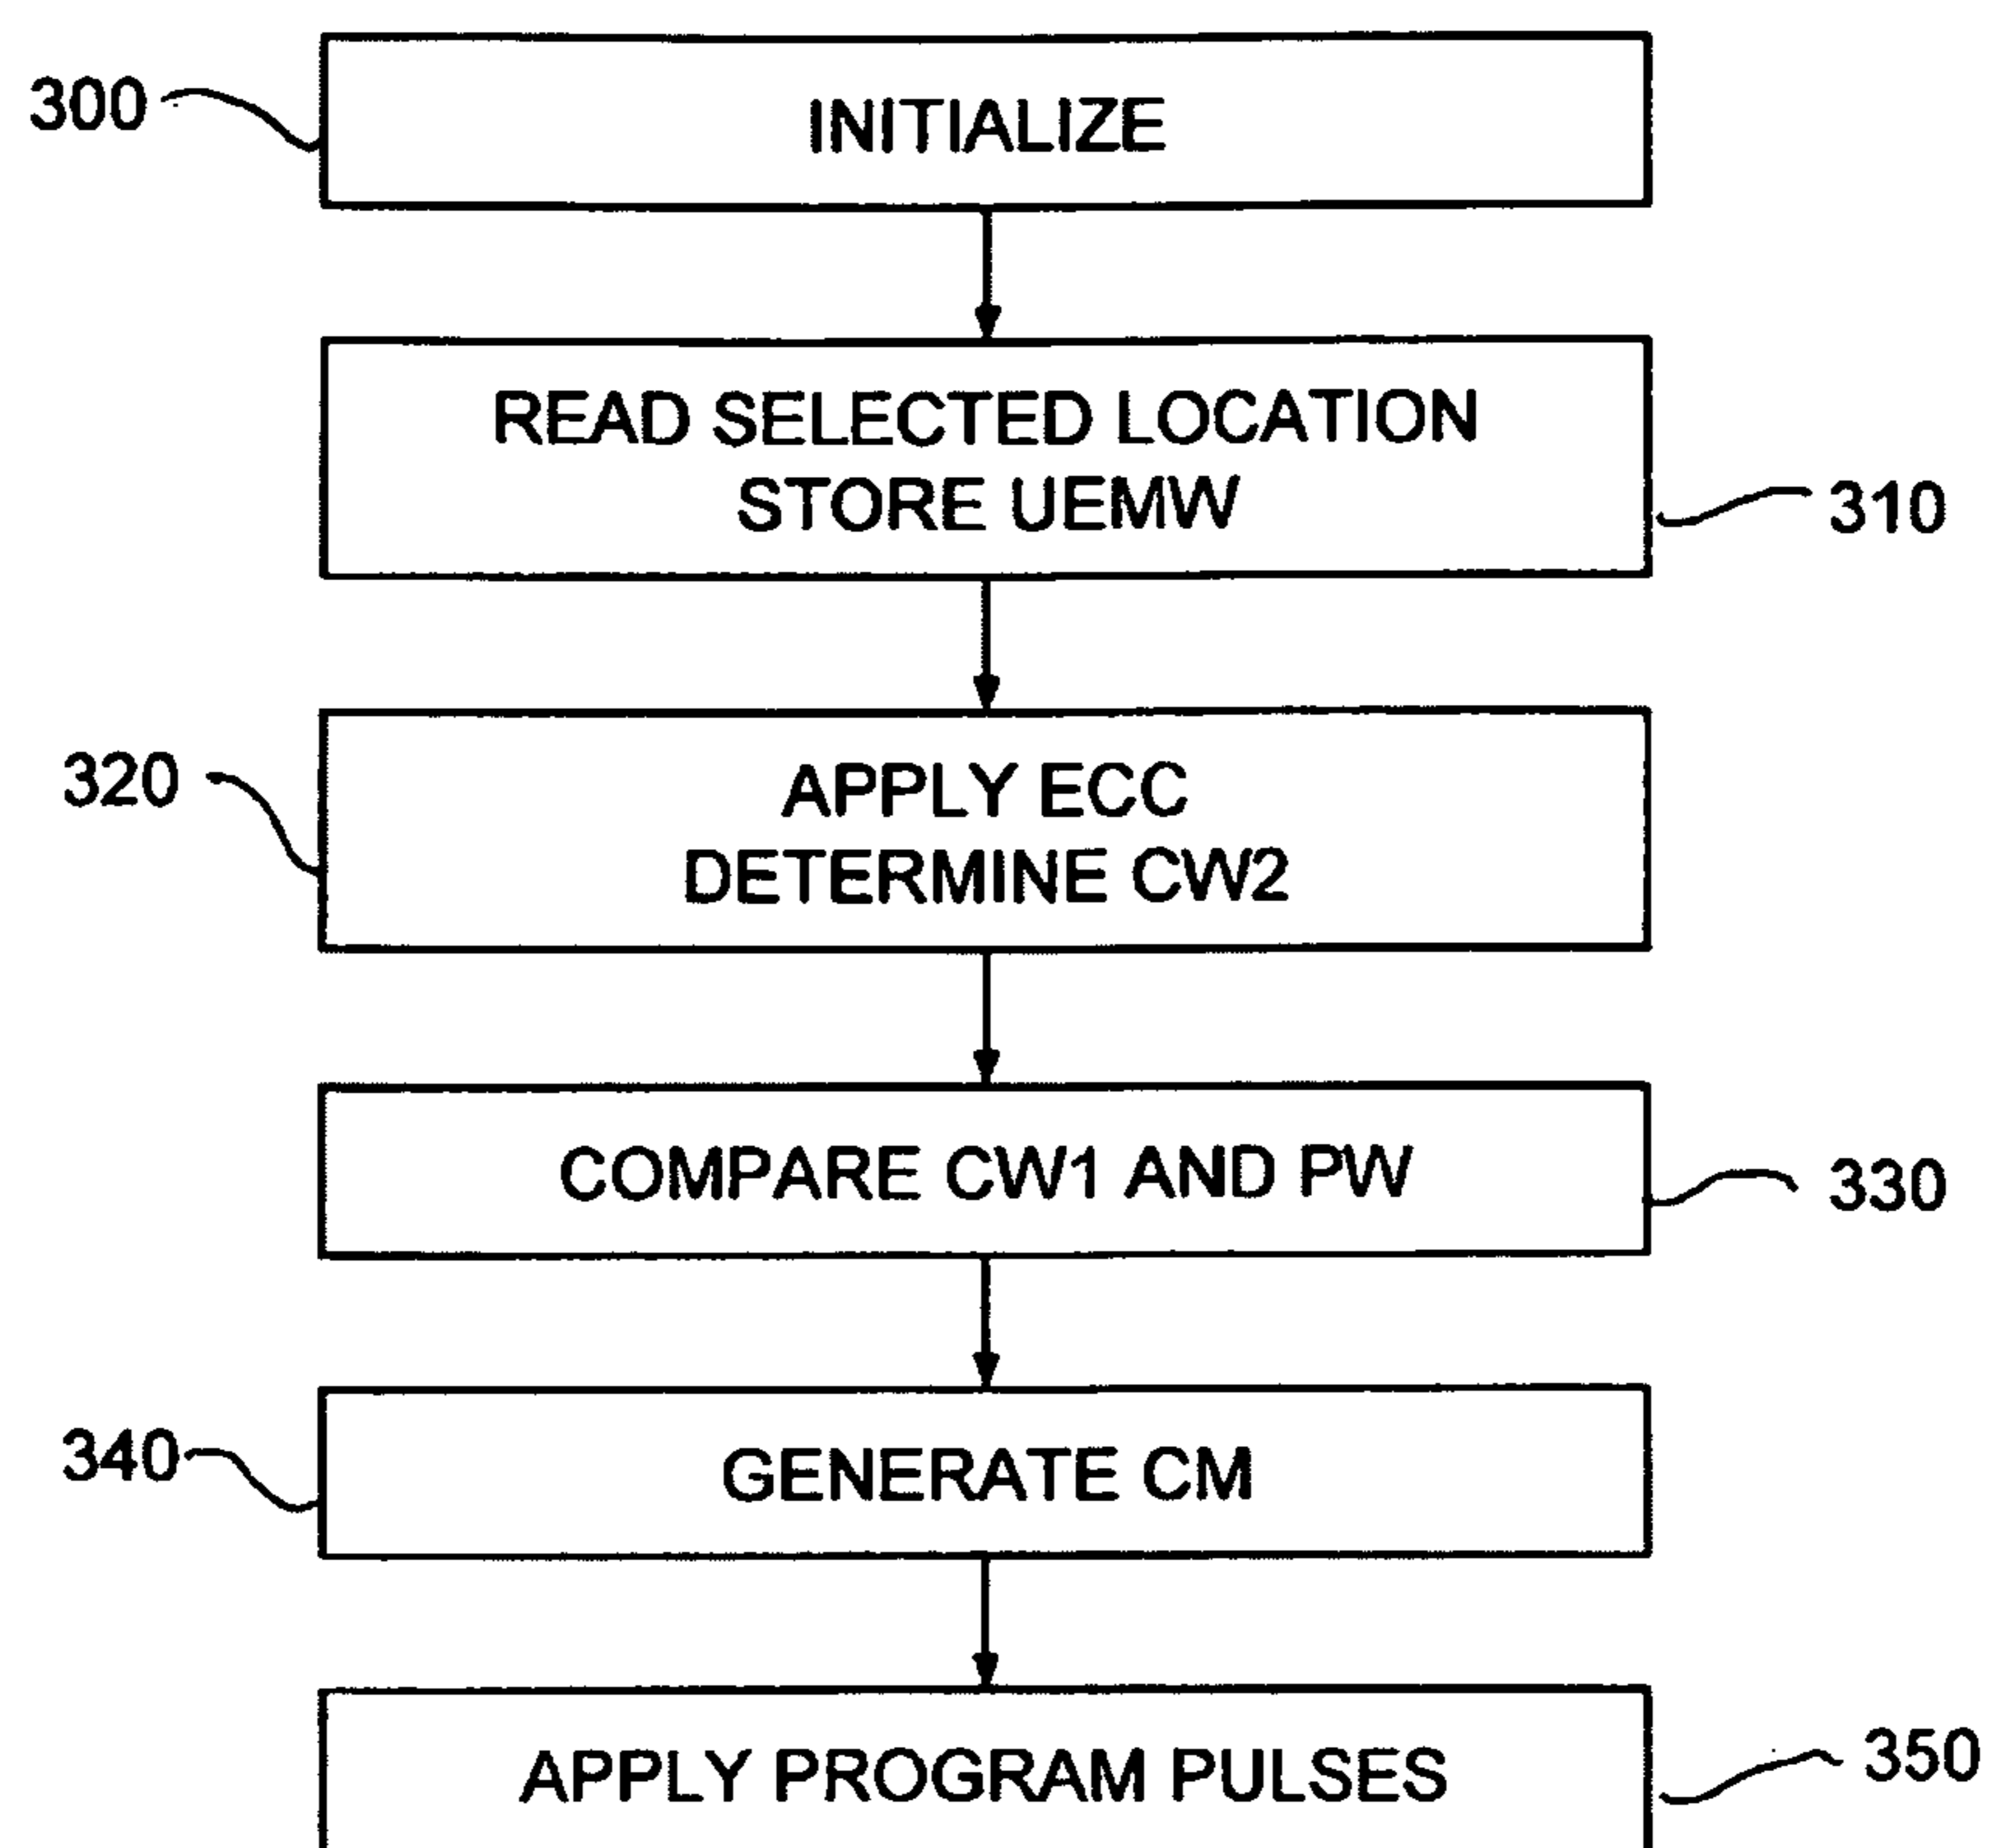 300
INITIALIZE
READ SELECTED LOCATION
STORE UEMW
310
320
APPLY ECC
DETERMINE CW2
COMPARE CW1 AND PW
330
340
GENERATE CM
APPLY PROGRAM PULSES
350